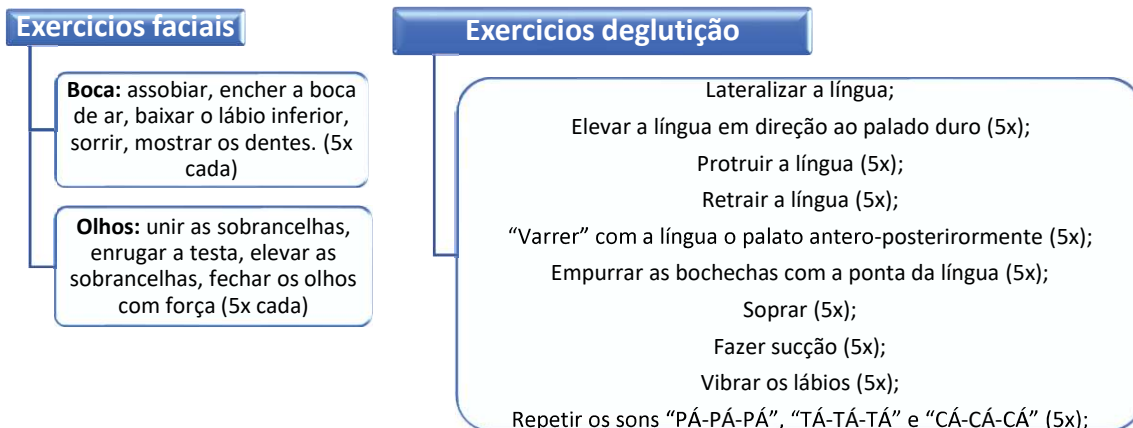 Exercicios faciais
Boca: assobiar, encher a boca
de ar, baixar o lábio inferior,
sorrir, mostrar os dentes. (5x
cada)
Olhos: unir as sobrancelhas,
enrugar a testa, elevar as
sobrancelhas, fechar os olhos
com força (5x cada)
Exercicios deglutição
Lateralizar a língua;
Elevar a língua em direção ao palado duro (5x);
Protruir a língua (5x);
Retrair a língua (5x);
“Varrer” com a língua o palato antero-posterirormente (5x);
Empurrar as bochechas com a ponta da língua (5x);
Soprar (5x);
Fazer sucção (5x);
Vibrar os lábios (5x);
Repetir os sons “PÁ-PÁ-PÁ”, “TÁ-TÁ-TÁ” e “CÁ-CÁ-CÁ” (5x);